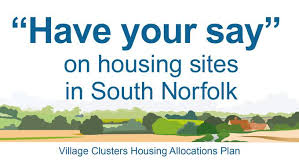 “Have your say”
on housing sites
in South Norfolk
Village Clusters Housing Allocations Plan